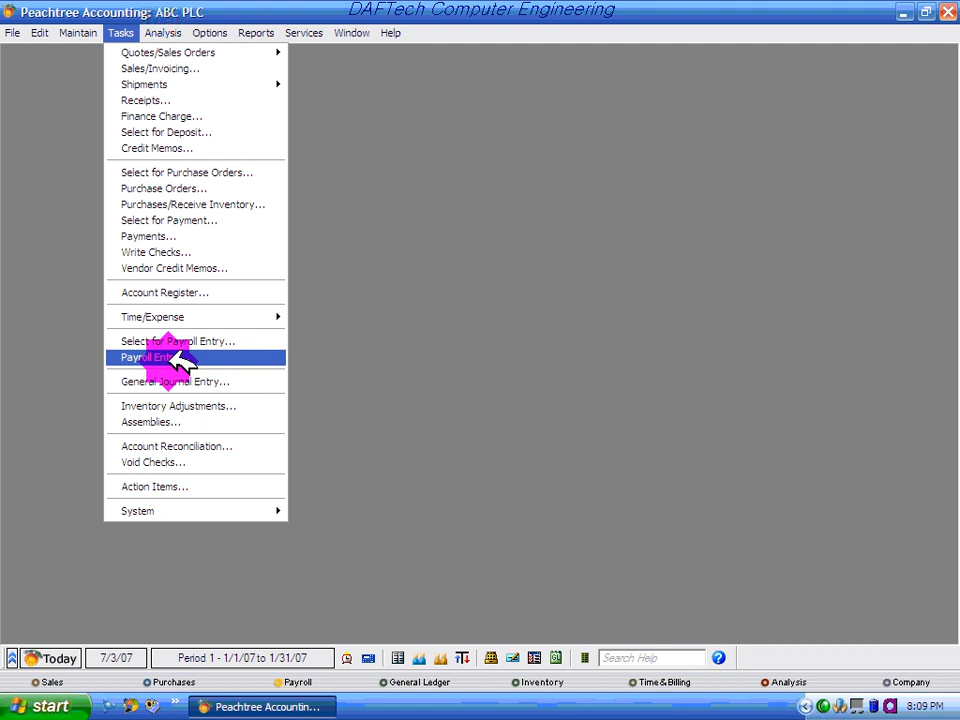 Peachtree Accounting: ABC PLC
DAFTech Computer Engineering
File Edit Maintain Tasks Analysis Options Reports Services Window Help
Quotes/Sales Orders
Sales/Invoicing...
Shipments
Receipts...
Finance Charge...
Select for Deposit...
Credit Memos...
Select for Purchase Orders...
Purchase Orders...
Purchases/Receive Inventory...
Select for Payment...
Payments...
Write Checks...
Vendor Credit Memos...
Account Register...
Time/Expense
Select for Payroll Entry...
Payroll
General Journal Entry...
Inventory Adjustments...
Assemblies...
Account Reconciliation...
Void Checks...
Action Items...
System
Today 7/3/07 Period 1 - 1/1/07 to 1/31/07 Search Help
Sales Purchases Payroll General Ledger Inventory Time & Billing Analysis Company
start Peachtree Accountin... 8:09 PM